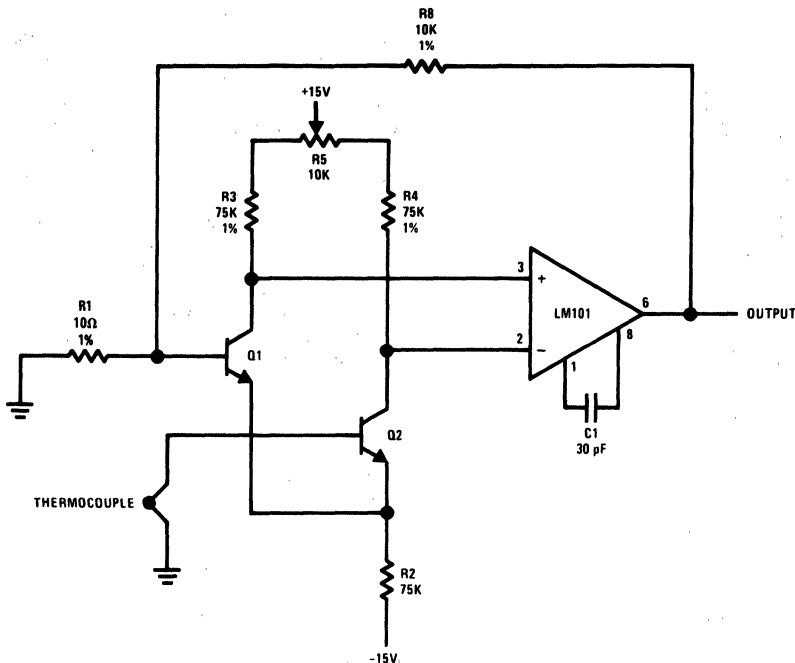 R8
10K
1%
+15V
R5
10K
R3
75K
1%
R4
75K
1%
3
+
LM101
6
OUTPUT
2
−
8
1
C1
30 pF
R1
10Ω
1%
Q1
Q2
THERMOCOUPLE
R2
75K
-15V